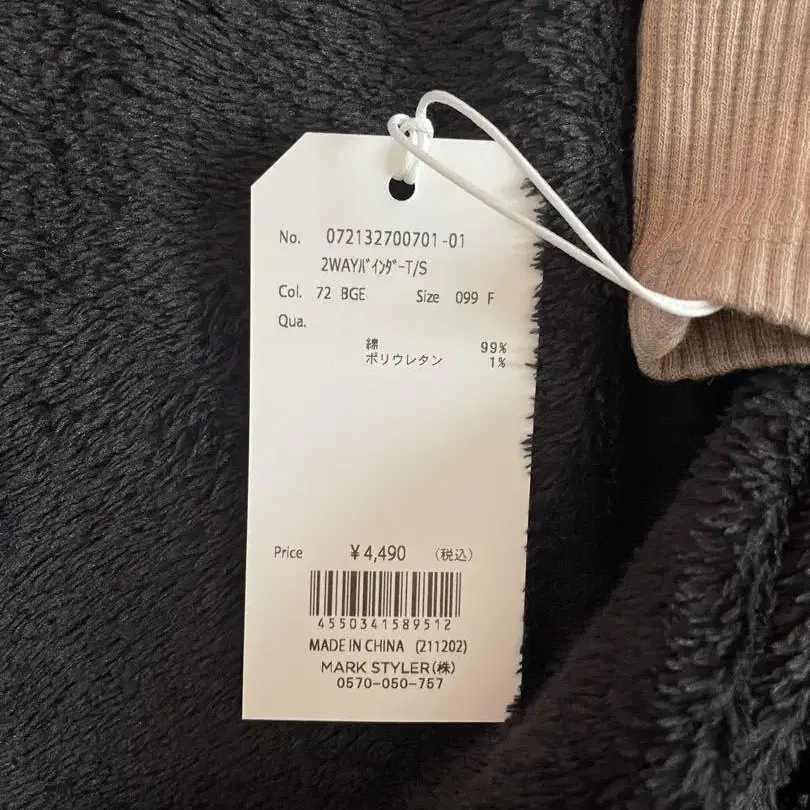 No. 072132700701-01
2WAYバインダーT/S
Col. 72 BGE Size 099 F
Qua.
綿 99%
ポリウレタン 1%
Price ¥4,490 (税込)
4550341589512
MADE IN CHINA (211202)
MARK STYLER(株)
0570-050-757